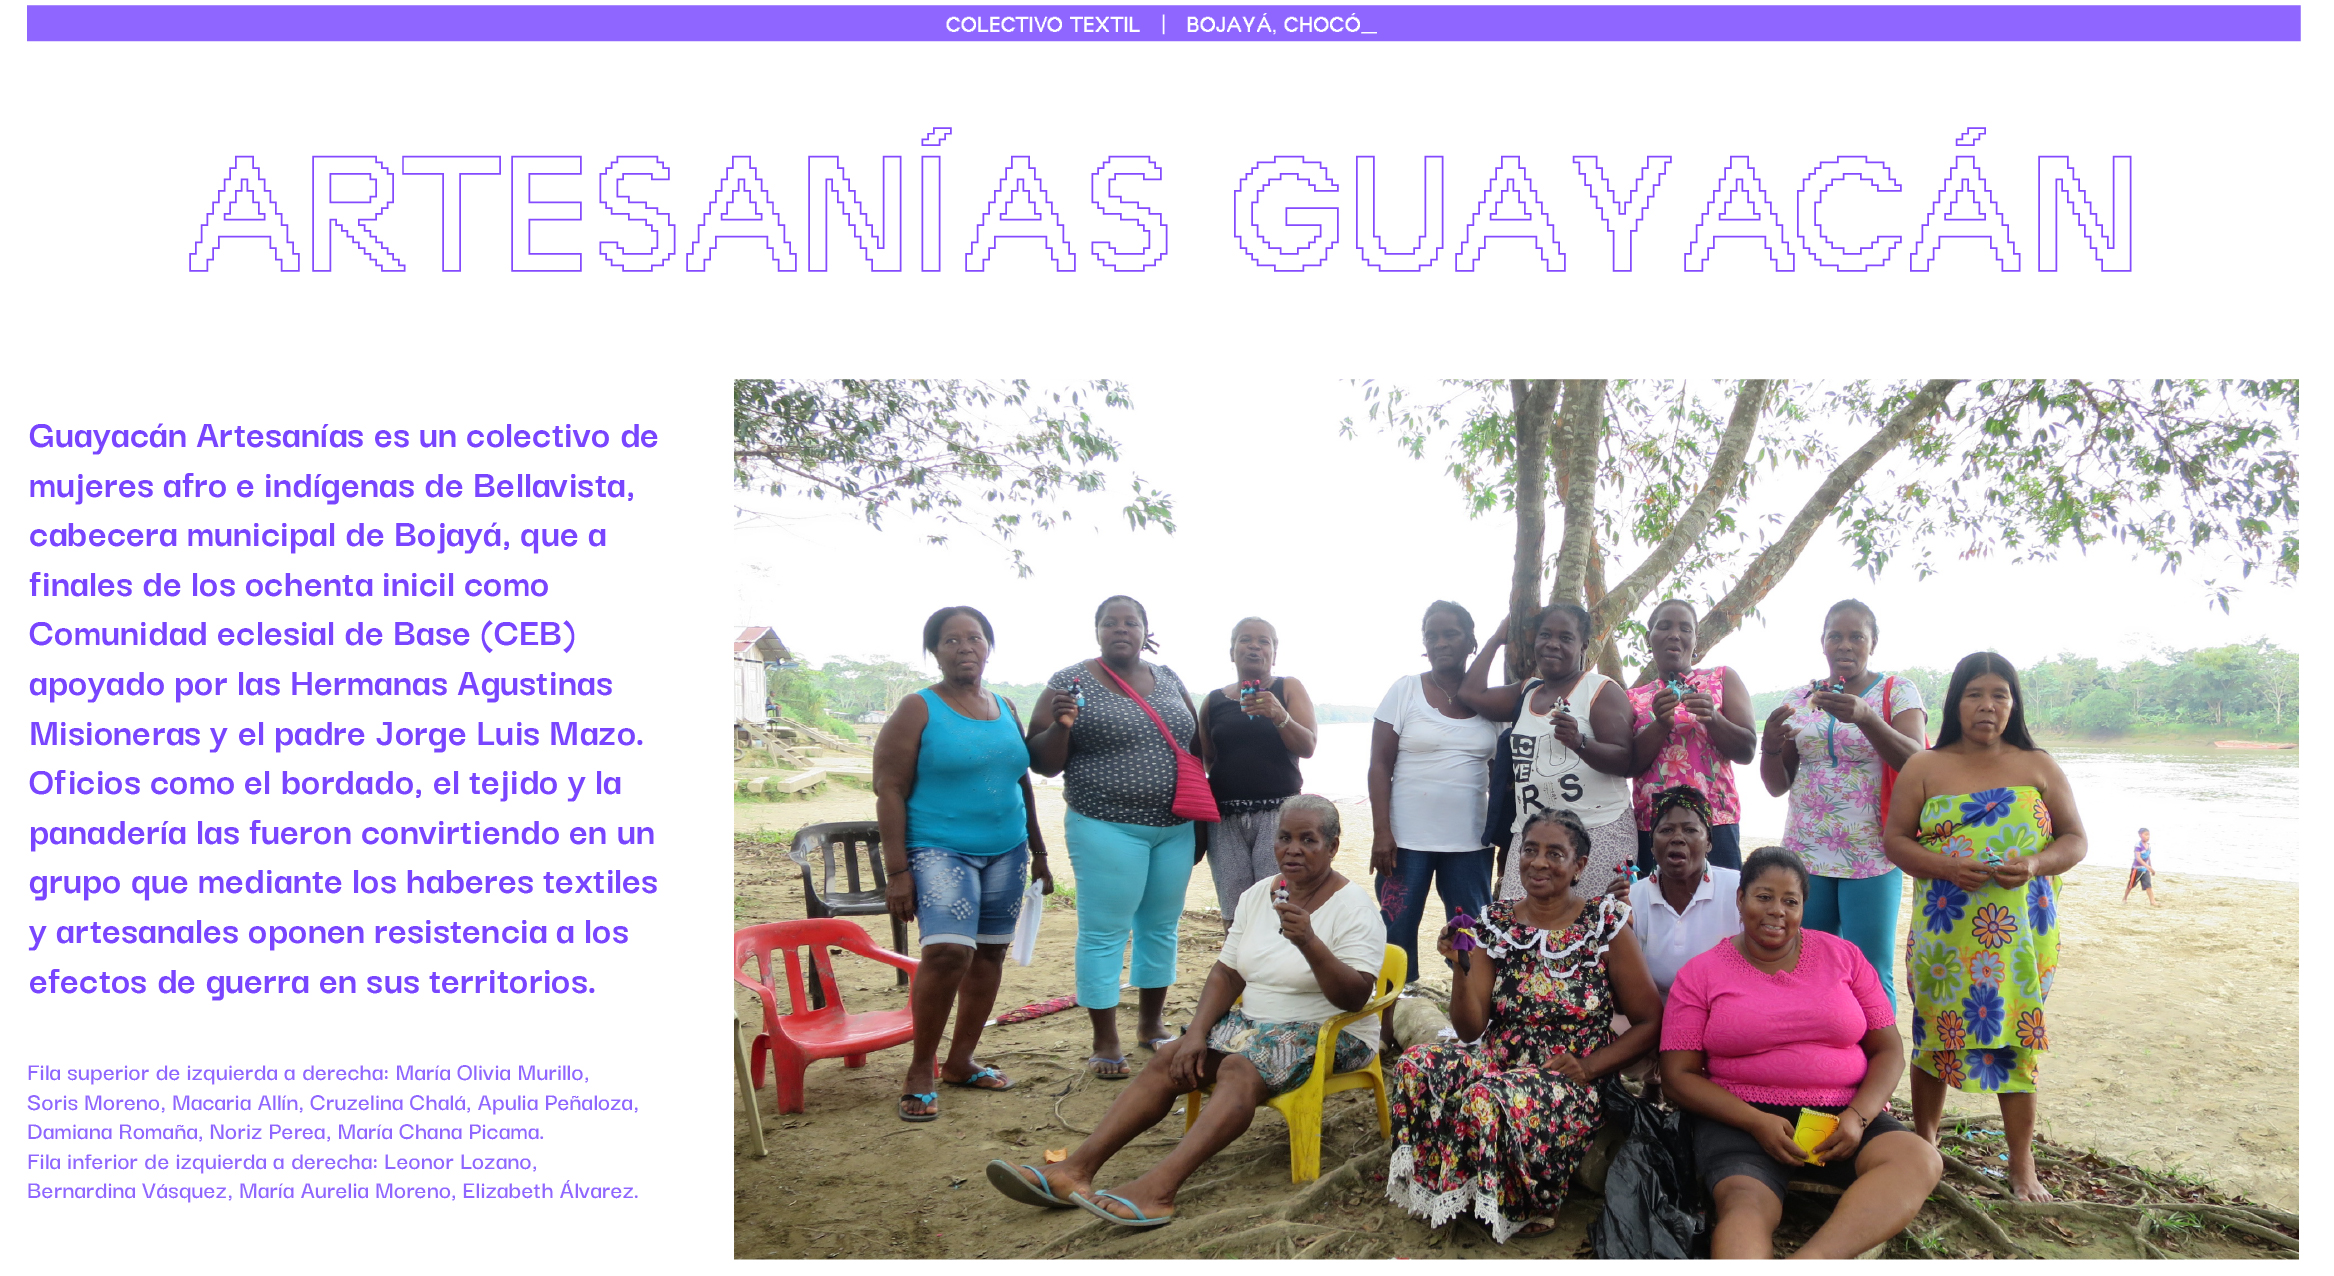 COLECTIVO TEXTIL | BOJAYÁ, CHOCÓ_
ARTESANÍAS GUAYACÁN
Guayacán Artesanías es un colectivo de
mujeres afro e indígenas de Bellavista,
cabecera municipal de Bojayá, que a
finales de los ochenta inicil como
Comunidad eclesial de Base (CEB)
apoyado por las Hermanas Agustinas
Misioneras y el padre Jorge Luis Mazo.
Oficios como el bordado, el tejido y la
panadería las fueron convirtiendo en un
grupo que mediante los haberes textiles
y artesanales oponen resistencia a los
efectos de guerra en sus territorios.
Fila superior de izquierda a derecha: María Olivia Murillo,
Soris Moreno, Macaria Allín, Cruzelina Chalá, Apulia Peñaloza,
Damiana Romaña, Noriz Perea, María Chana Picama.
Fila inferior de izquierda a derecha: Leonor Lozano,
Bernardina Vásquez, María Aurelia Moreno, Elizabeth Álvarez.